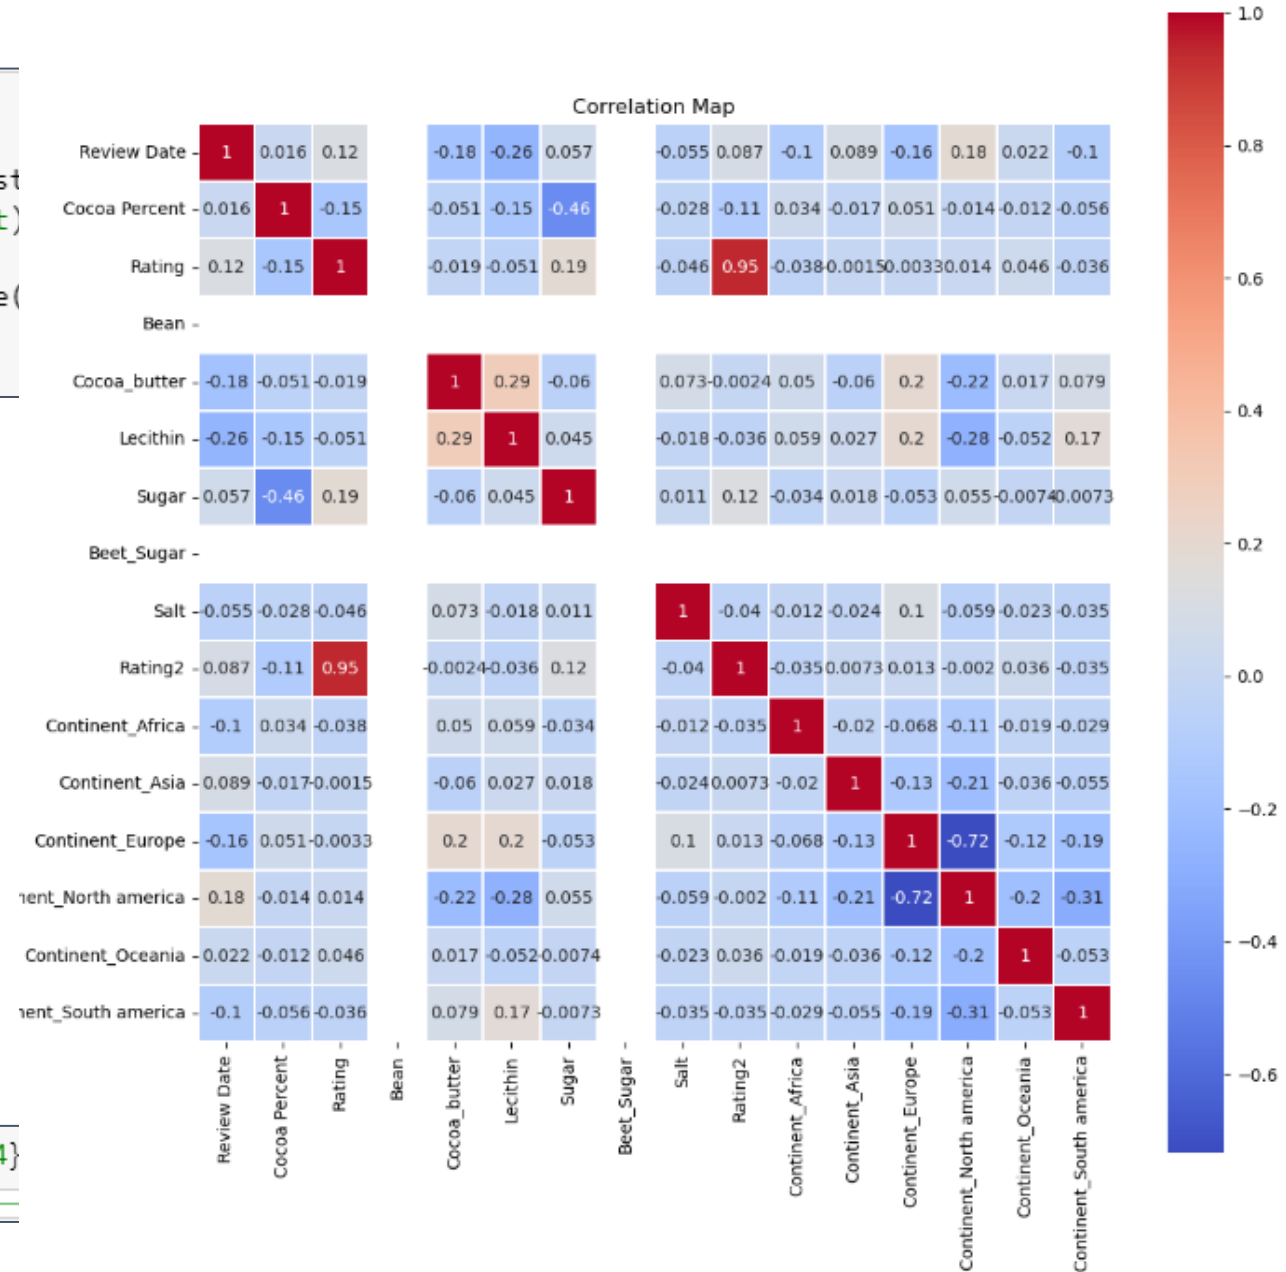 1.0
Correlation Map
Review Date 1 0.016 0.12 -0.18 -0.26 0.057 -0.055 0.087 -0.1 0.089 -0.16 0.18 0.022 -0.1
0.8
st
Cocoa Percent 0.016 1 -0.15 -0.051 -0.15 -0.46 -0.028 -0.11 0.034 -0.017 0.051 -0.014 -0.012 -0.056
t)
Rating 0.12 -0.15 1 -0.019 -0.051 0.19 -0.046 0.95 -0.038 -0.0015 0.0033 0.014 0.046 -0.036
0.6
e(
Bean
Cocoa_butter -0.18 -0.051 -0.019 1 0.29 -0.06 0.073 -0.0024 0.05 -0.06 0.2 -0.22 0.017 0.079
0.4
Lecithin -0.26 -0.15 -0.051 0.29 1 0.045 -0.018 -0.036 0.059 0.027 0.2 -0.28 -0.052 0.17
Sugar 0.057 -0.46 0.19 -0.06 0.045 1 0.011 0.12 -0.034 0.018 -0.053 0.055 -0.0074 0.0073
0.2
Beet_Sugar
Salt -0.055 -0.028 -0.046 0.073 -0.018 0.011 1 -0.04 -0.012 -0.024 0.1 -0.059 -0.023 -0.035
Rating2 0.087 -0.11 0.95 -0.0024 -0.036 0.12 -0.04 1 -0.035 0.0073 0.013 -0.002 0.036 -0.035
0.0
Continent_Africa -0.1 0.034 -0.038 0.05 0.059 -0.034 -0.012 -0.035 1 -0.02 -0.068 -0.11 -0.019 -0.029
Continent_Asia 0.089 -0.017 -0.0015 -0.06 0.027 0.018 -0.024 0.0073 -0.02 1 -0.13 -0.21 -0.036 -0.055
−0.2
Continent_Europe -0.16 0.051 -0.0033 0.2 0.2 -0.053 0.1 0.013 -0.068 -0.13 1 -0.72 -0.12 -0.19
nent_North america 0.18 -0.014 0.014 -0.22 -0.28 0.055 -0.059 -0.002 -0.11 -0.21 -0.72 1 -0.2 -0.31
−0.4
Continent_Oceania 0.022 -0.012 0.046 0.017 -0.052 -0.0074 -0.023 0.036 -0.019 -0.036 -0.12 -0.2 1 -0.053
nent_South america -0.1 -0.056 -0.036 0.079 0.17 -0.0073 -0.035 -0.035 -0.029 -0.055 -0.19 -0.31 -0.053 1
−0.6
4}
Review Date
Cocoa Percent
Rating
Bean
Cocoa_butter
Lecithin
Sugar
Beet_Sugar
Salt
Rating2
Continent_Africa
Continent_Asia
Continent_Europe
Continent_North america
Continent_Oceania
Continent_South america